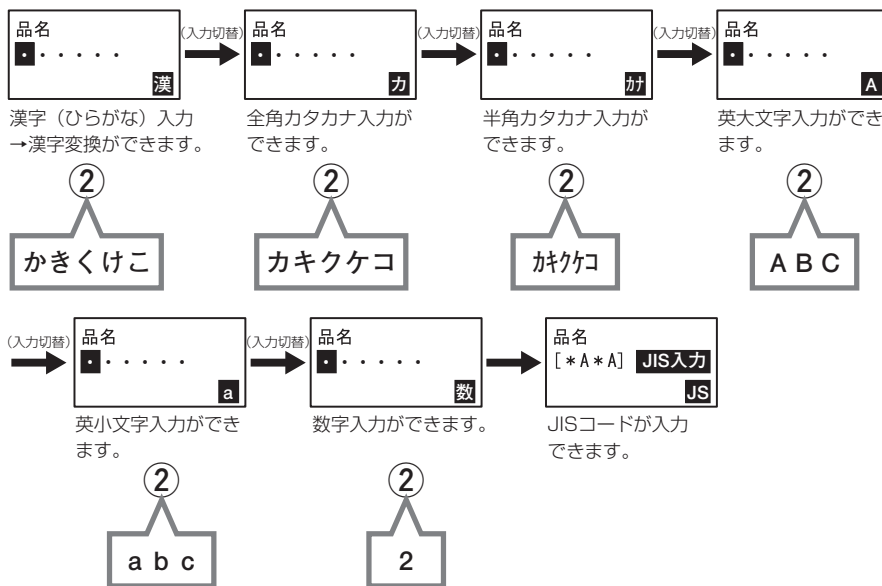 品名
・・・・・・
漢
漢字（ひらがな）入力
→漢字変換ができます。
②
かきくけこ
（入力切替）
品名
・・・・・・
カ
全角カタカナ入力が
できます。
②
カキクケコ
（入力切替）
品名
・・・・・・
ｶﾅ
半角カタカナ入力が
できます。
②
ｶｷｸｹｺ
（入力切替）
品名
・・・・・・
A
英大文字入力ができ
ます。
②
ＡＢＣ
（入力切替）
品名
・・・・・・
a
英小文字入力ができ
ます。
②
ａｂｃ
（入力切替）
品名
・・・・・・
数
数字入力ができます。
②
2
品名
[＊A＊A] JIS入力
JS
JISコードが入力
できます。